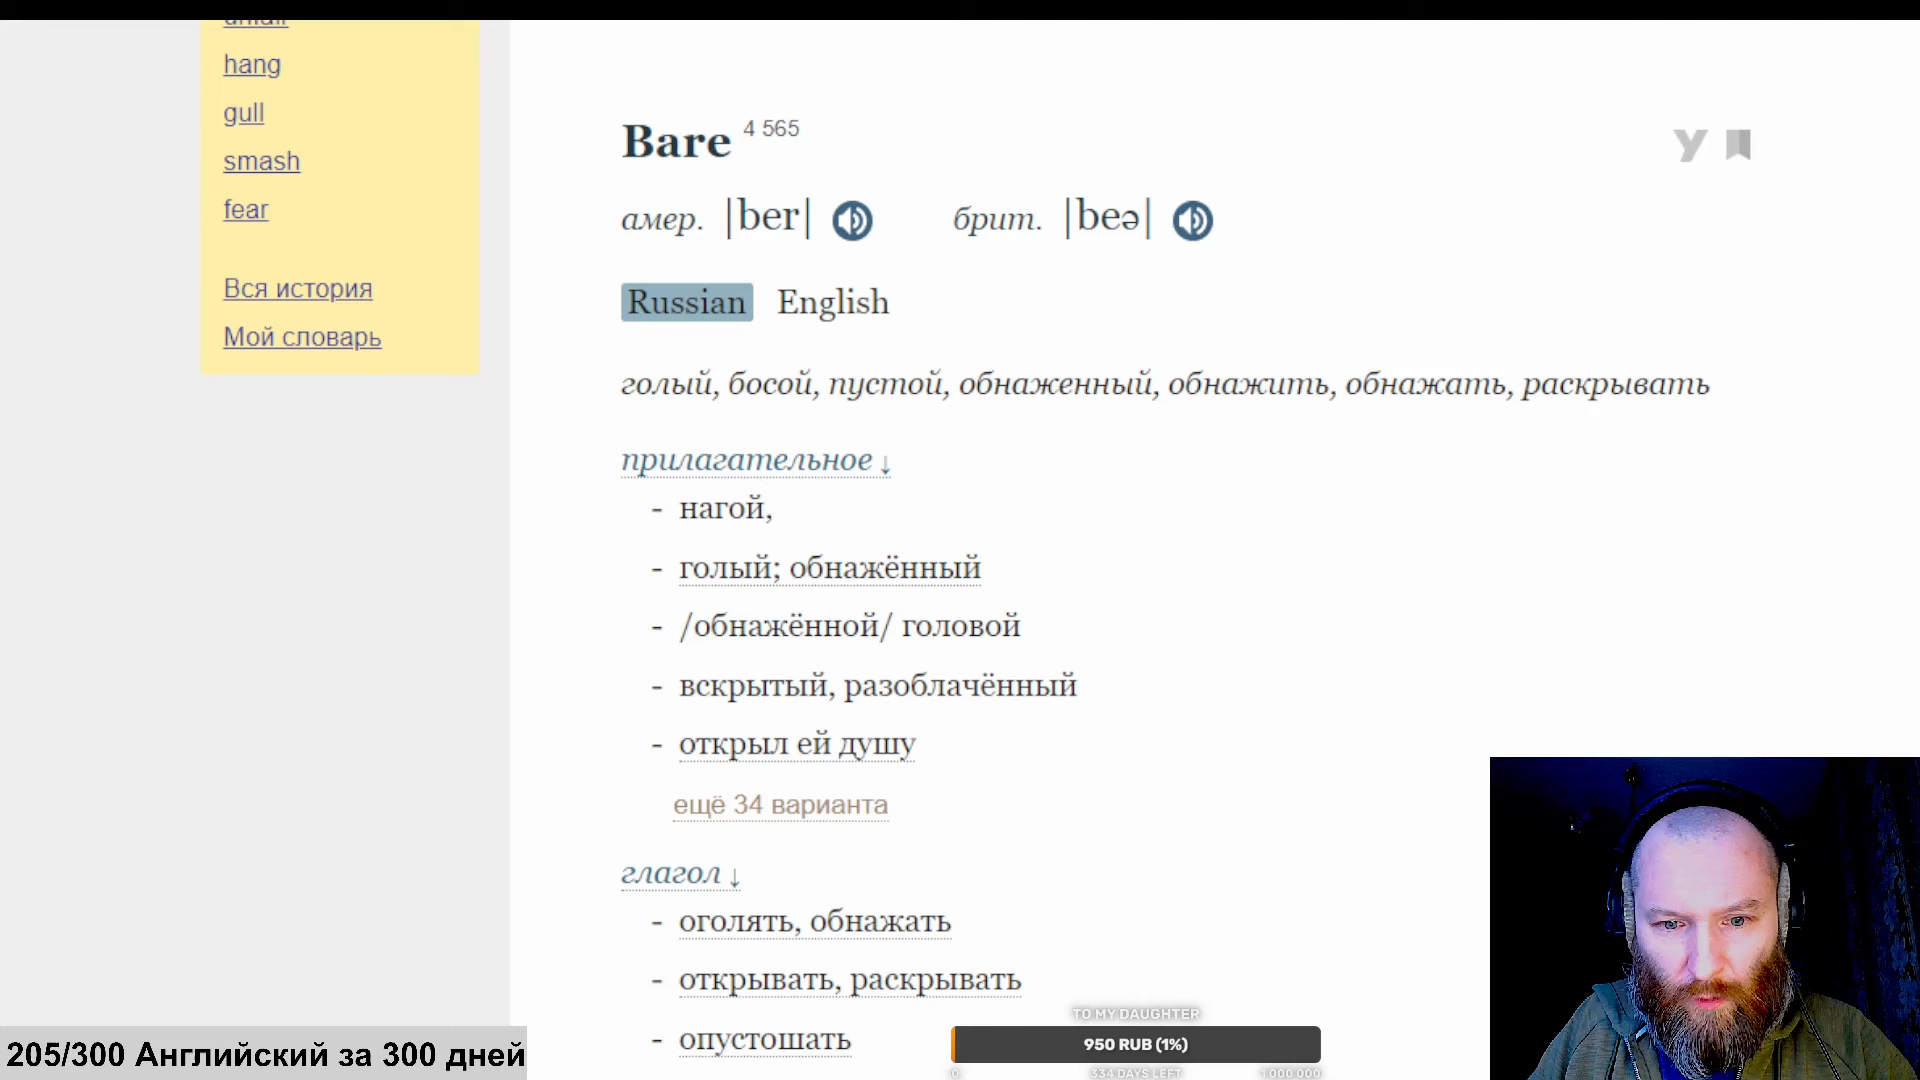 hang
gull
smash
fear
Вся история
Мой словарь
Bare 4 565
амер. |ber| брит. |beə|
Russian English
голый, босой, пустой, обнаженный, обнажить, обнажать, раскрывать
прилагательное ↓
- нагой,
- голый; обнажённый
- /обнажённой/ головой
- вскрытый, разоблачённый
- открыл ей душу
ещё 34 варианта
глагол ↓
- оголять, обнажать
- открывать, раскрывать
- опустошать
TO MY DAUGHTER
950 RUB (1%)
0 334 DAYS LEFT 1 000 000
205/300 Английский за 300 дней